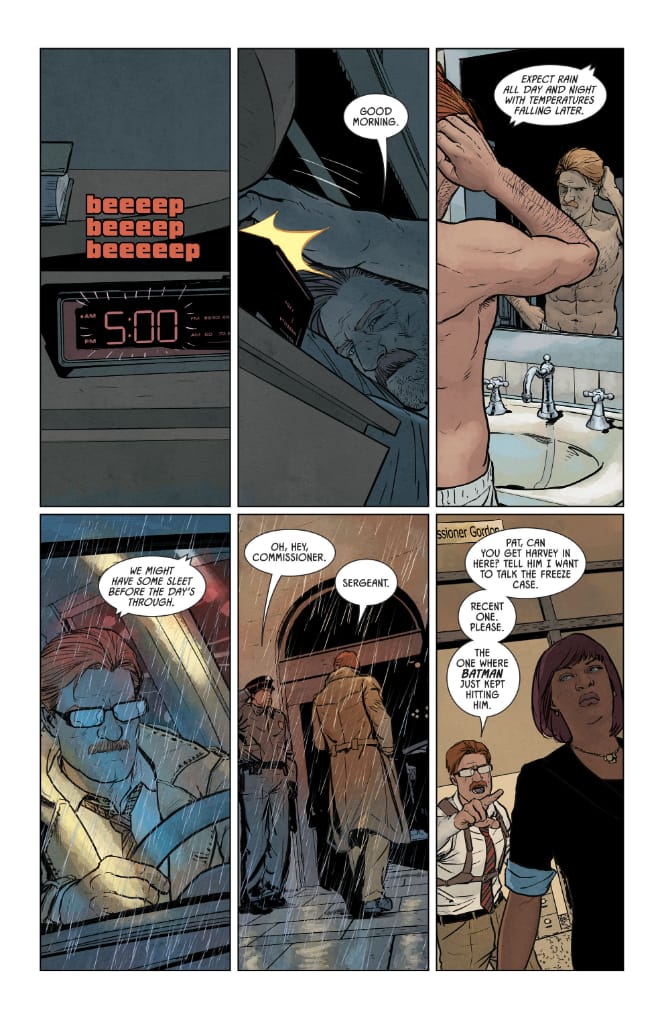 beeeep
beeeep
beeeeep
AM
PM
5:00
GOOD
MORNING.
EXPECT RAIN
ALL DAY AND NIGHT
WITH TEMPERATURES
FALLING LATER.
WE MIGHT
HAVE SOME SLEET
BEFORE THE DAY'S
THROUGH.
OH, HEY,
COMMISSIONER.
SERGEANT.
ssioner Gordon
PAT, CAN
YOU GET HARVEY IN
HERE? TELL HIM I WANT
TO TALK THE FREEZE
CASE.
RECENT
ONE.
PLEASE.
THE
ONE WHERE
BATMAN
JUST KEPT
HITTING
HIM.